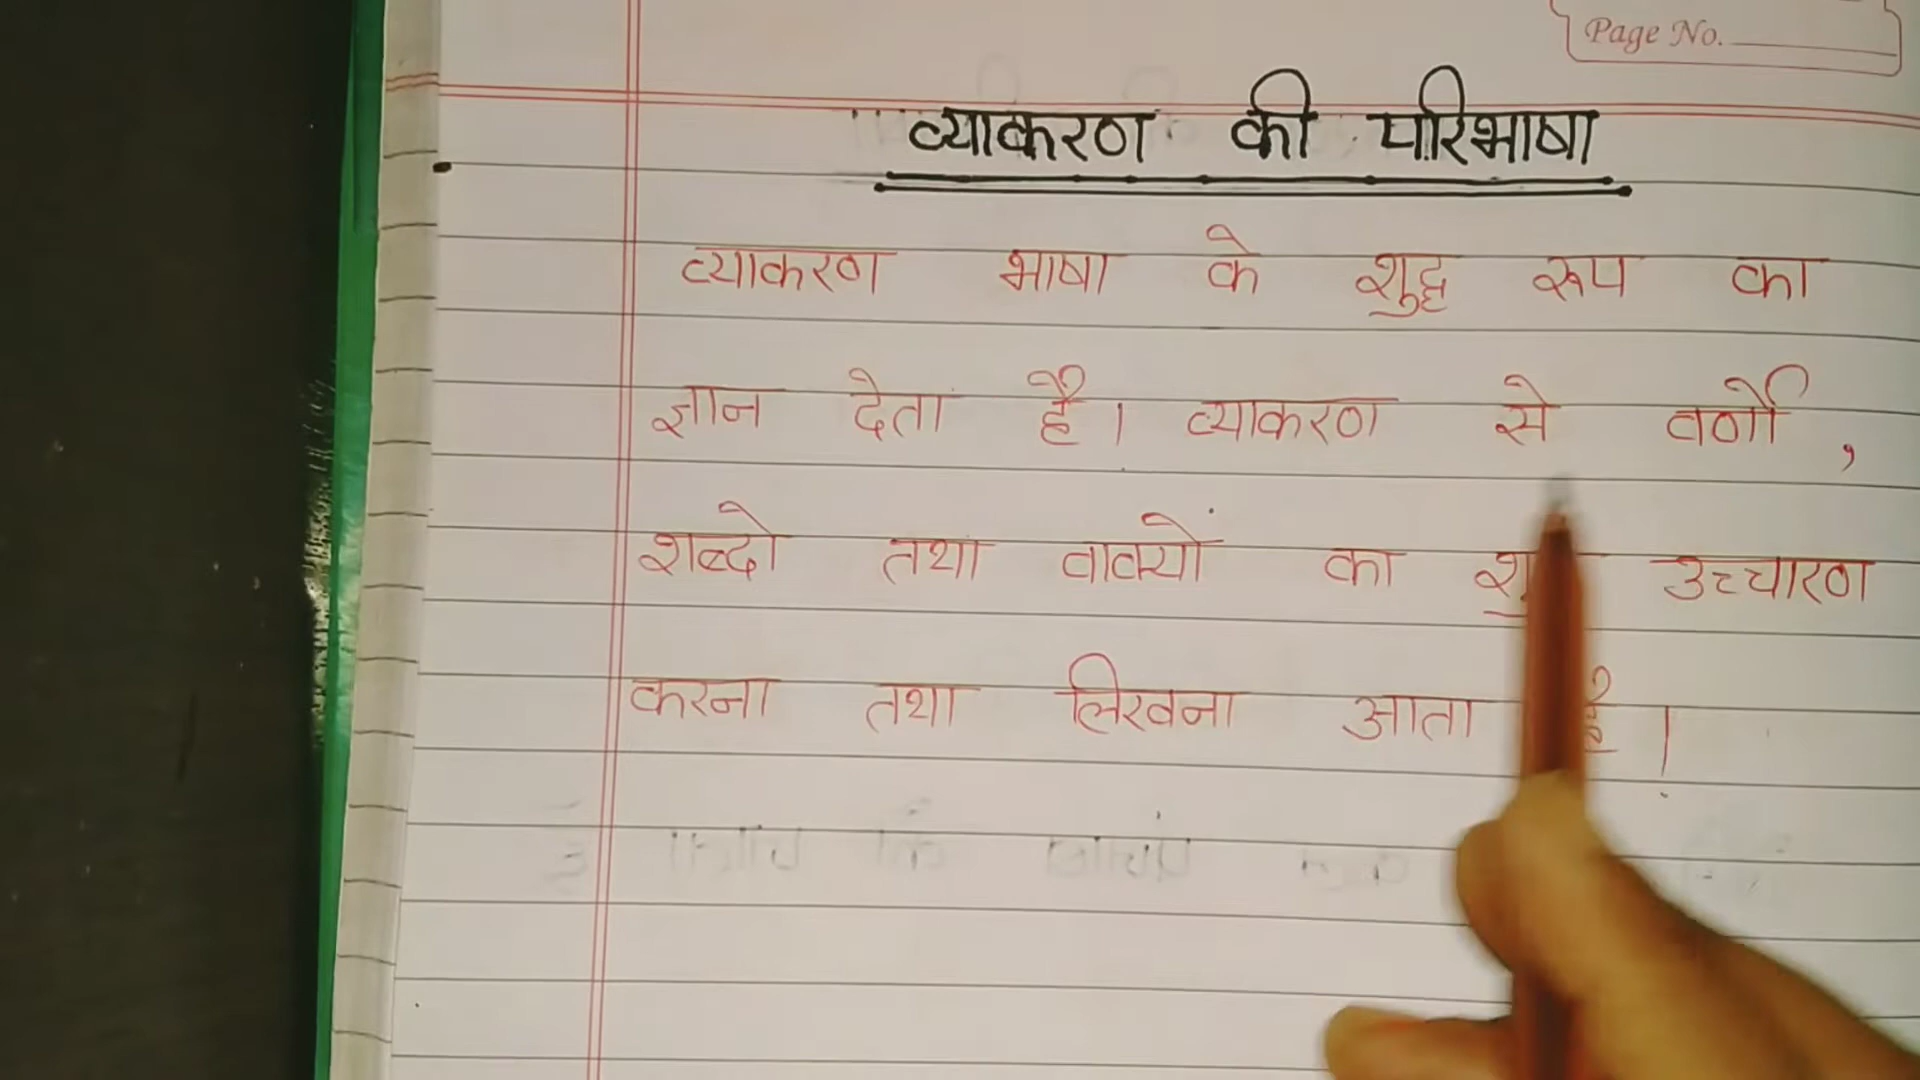 Page No.
व्याकरण की परिभाषा
व्याकरण भाषा के शुद्ध रूप का
ज्ञान देता है। व्याकरण से वर्णो,
शब्दो तथा वाक्यों का उच्चारण
करना तथा लिखना आता है।